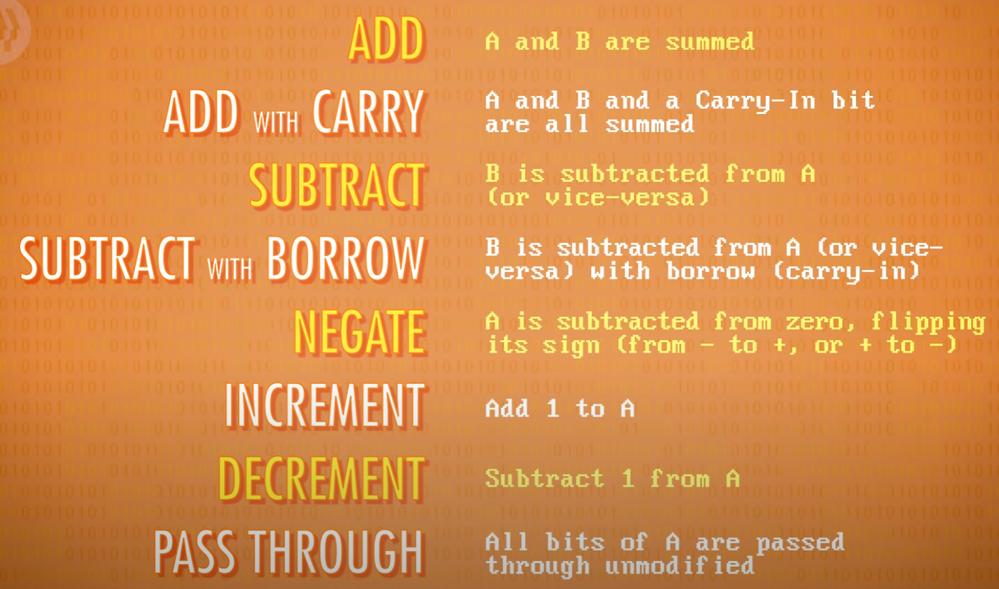 ADD
A and B are summed
ADD WITH CARRY
A and B and a Carry-In bit
are all summed
SUBTRACT
B is subtracted from A
(or vice-versa)
SUBTRACT WITH BORROW
B is subtracted from A (or vice-
versa) with borrow (carry-in)
NEGATE
A is subtracted from zero, flipping
its sign (from - to +, or + to -)
INCREMENT
Add 1 to A
DECREMENT
Subtract 1 from A
PASS THROUGH
All bits of A are passed
through unmodified